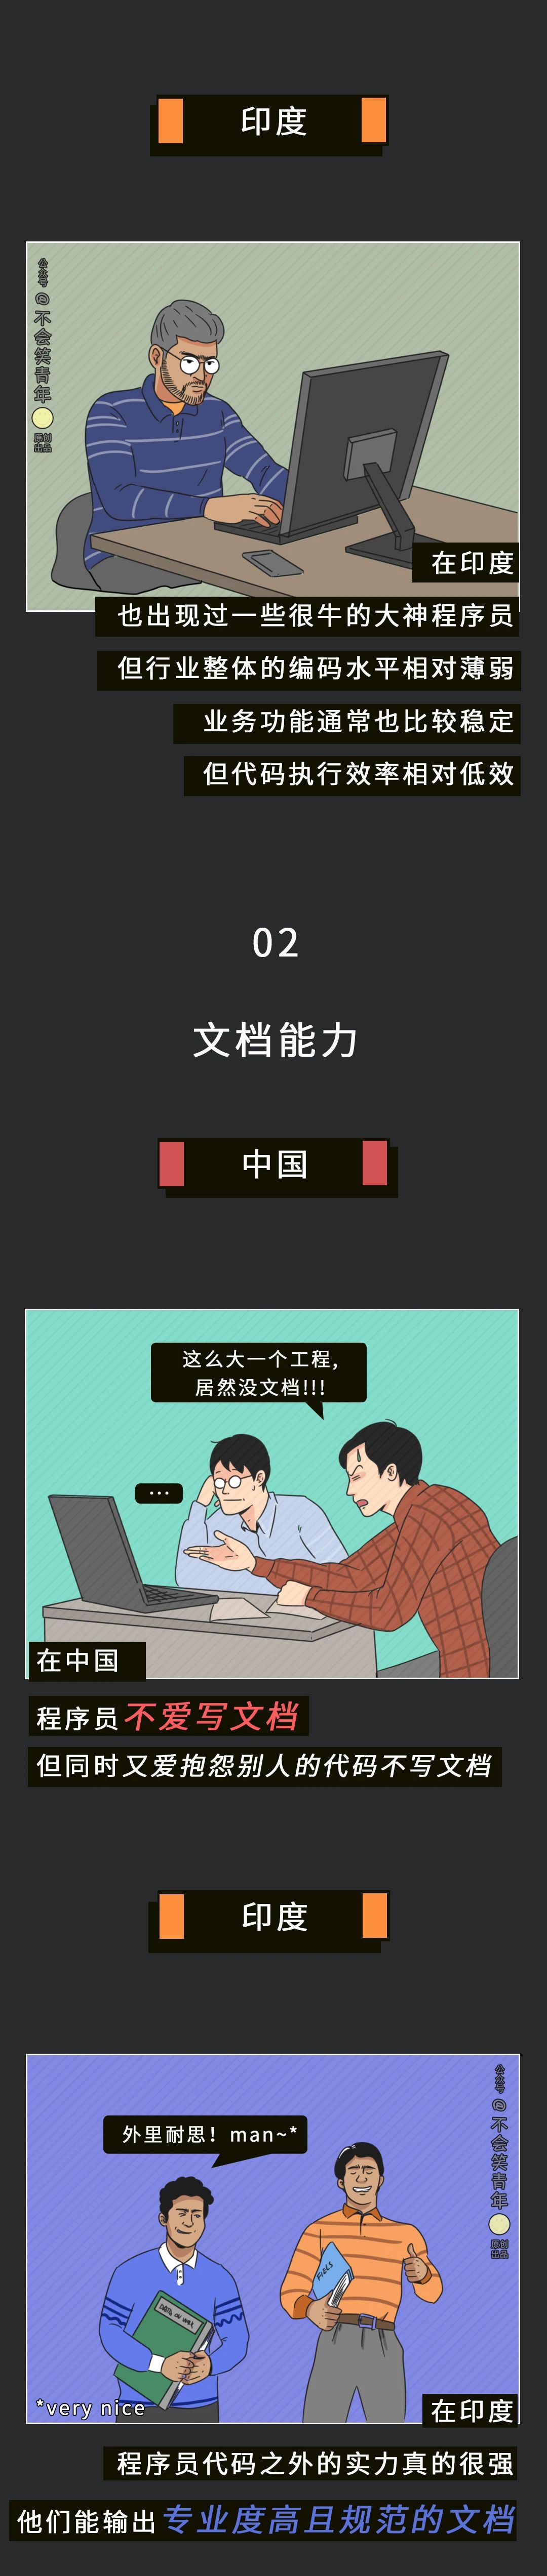 印度
公众号@不会笑青年
原创
出品
在印度
也出现过一些很牛的大神程序员
但行业整体的编码水平相对薄弱
业务功能通常也比较稳定
但代码执行效率相对低效
02
文档能力
中国
这么大一个工程,
居然没文档!!!
...
在中国
程序员不爱写文档
但同时又爱抱怨别人的代码不写文档
印度
公众号@不会笑青年
原创
出品
外里耐思！man~*
*very nice
在印度
程序员代码之外的实力真的很强
他们能输出专业度高且规范的文档